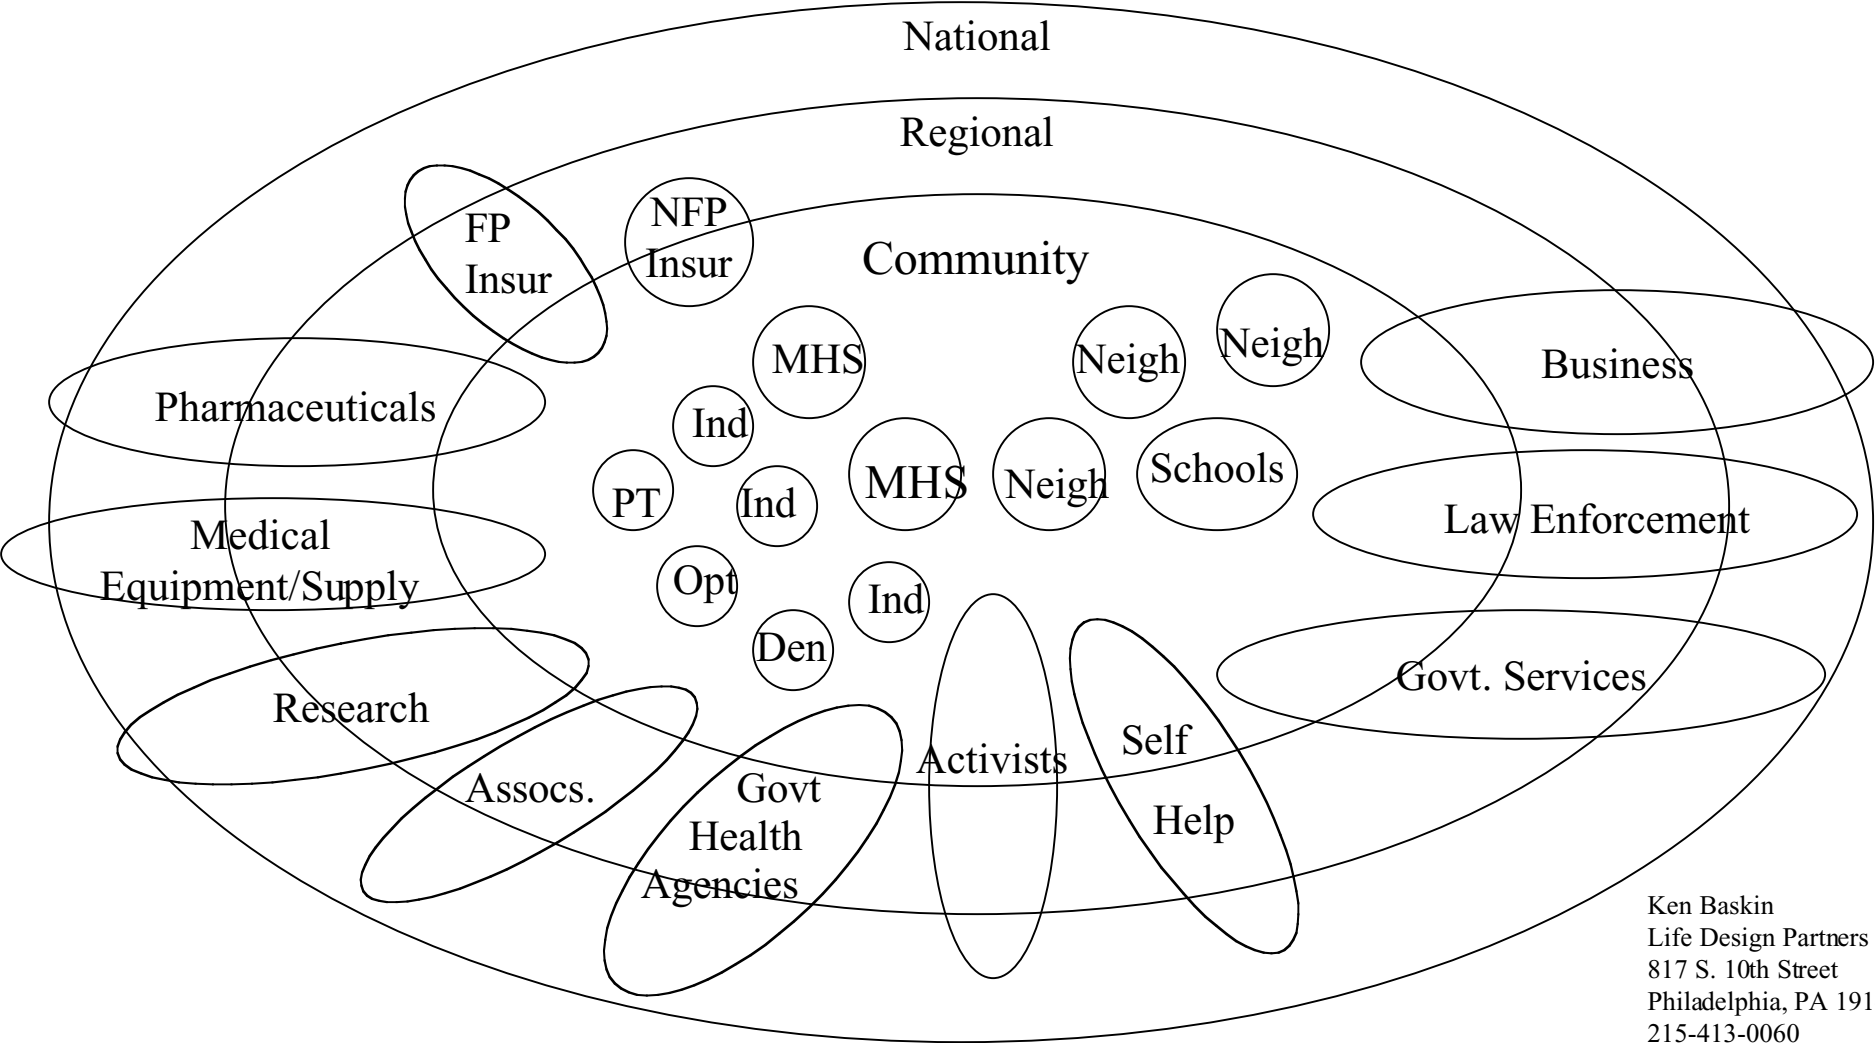 National
Regional
FP
Insur
NFP
Insur
Community
MHS
Neigh
Neigh
Business
Pharmaceuticals
Ind
PT
Ind
MHS
Neigh
Schools
Law Enforcement
Medical
Equipment/Supply
Opt
Ind
Den
Govt. Services
Research
Assocs.
Govt
Health
Agencies
Activists
Self
Help
Ken Baskin
Life Design Partners
817 S. 10th Street
Philadelphia, PA 191
215-413-0060